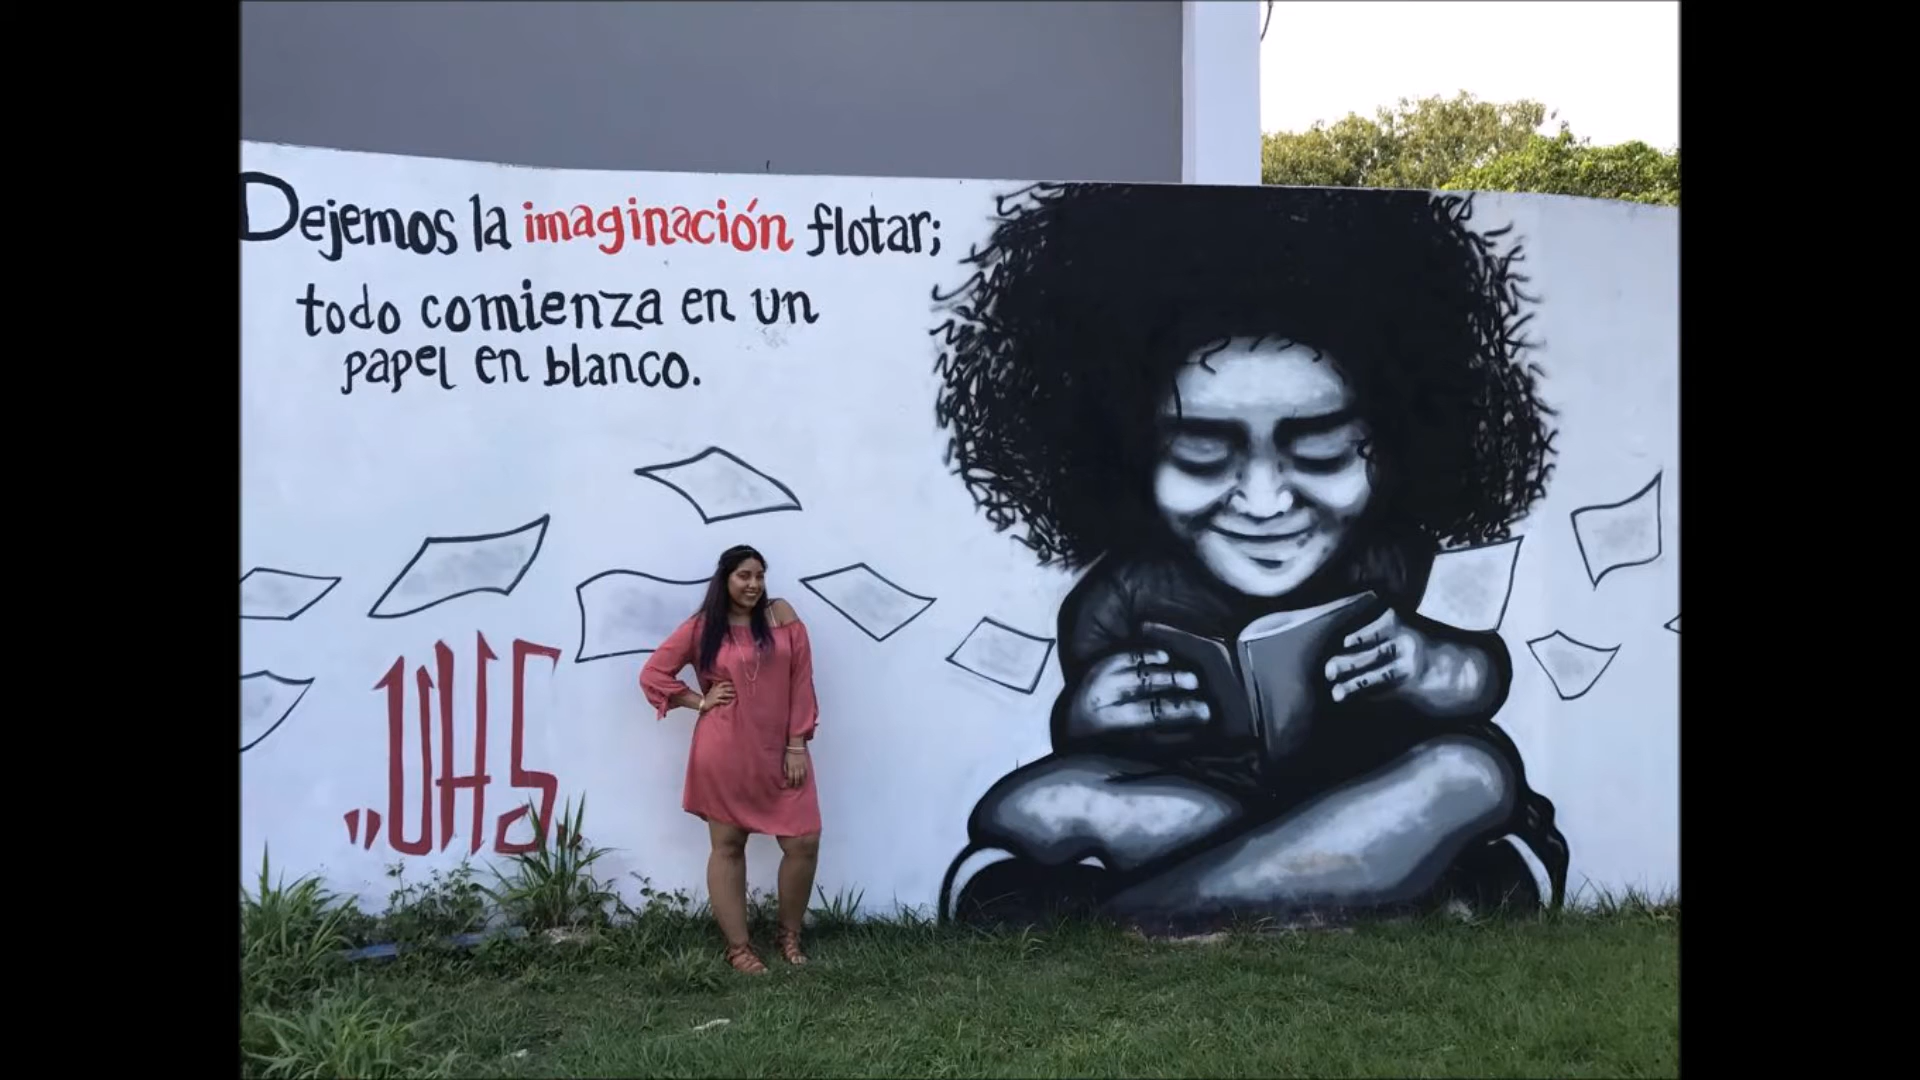 Dejemos la imaginación flotar;
todo comienza en un
papel en blanco.
"UHS"